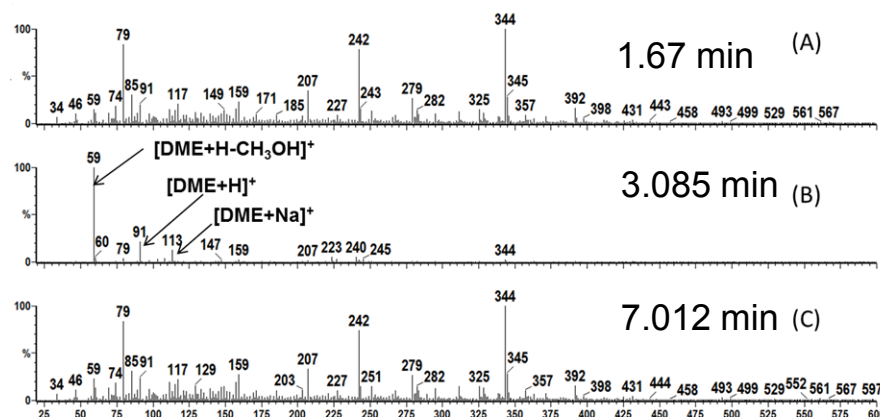 100 % 0
34 46 59 74 79 85 91 117 149 159 171 185 207 227 242 243 279 282 325 344 345 357 392 398 431 443 458 493 499 529 561 567
1.67 min (A)
100 % 0
59 60 79 91 113 147 159 207 223 240 245 344
[DME+H-CH₃OH]⁺
[DME+H]⁺
[DME+Na]⁺
3.085 min (B)
100 % 0
34 46 59 74 79 85 91 117 129 159 203 207 227 242 251 279 282 325 344 345 357 392 398 431 444 458 493 499 529 552 561 567 597
7.012 min (C)
25 50 75 100 125 150 175 200 225 250 275 300 325 350 375 400 425 450 475 500 525 550 575 600